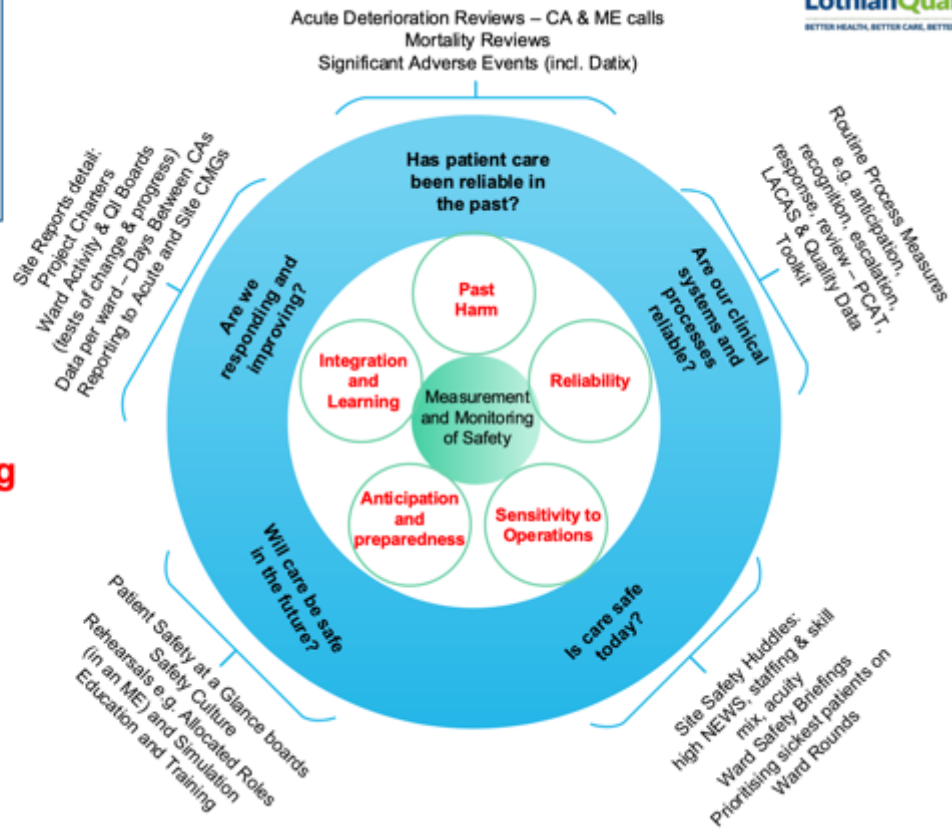 LothianQual
BETTER HEALTH, BETTER CARE, BETTE
Acute Deterioration Reviews – CA & ME calls
Mortality Reviews
Significant Adverse Events (incl. Datix)
Has patient care
been reliable in
the past?
Routine Process Measures
e.g. anticipation,
recognition, escalation,
response, review – PCAT,
LACAS & Quality Data
Toolkit
Are our clinical
systems and
processes
reliable?
Site Safety Huddles:
high NEWS, staffing & skill
mix, acuity
Ward Safety Briefings
Prioritising sickest patients on
Ward Rounds
Is care safe
today?
Patient Safety at a Glance boards
Safety Culture
Rehearsals e.g. Allocated Roles
(in an ME) and Simulation
Education and Training
Will care be safe
in the future?
Site Reports detail:
Project Charters
Ward Activity & QI Boards
(tests of change & progress)
Data per ward – Days Between CAs
Reporting to Acute and Site CMGs
Are we
responding and
improving?
Past
Harm
Reliability
Sensitivity to
Operations
Anticipation
and
preparedness
Integration
and
Learning
Measurement
and Monitoring
of Safety
g